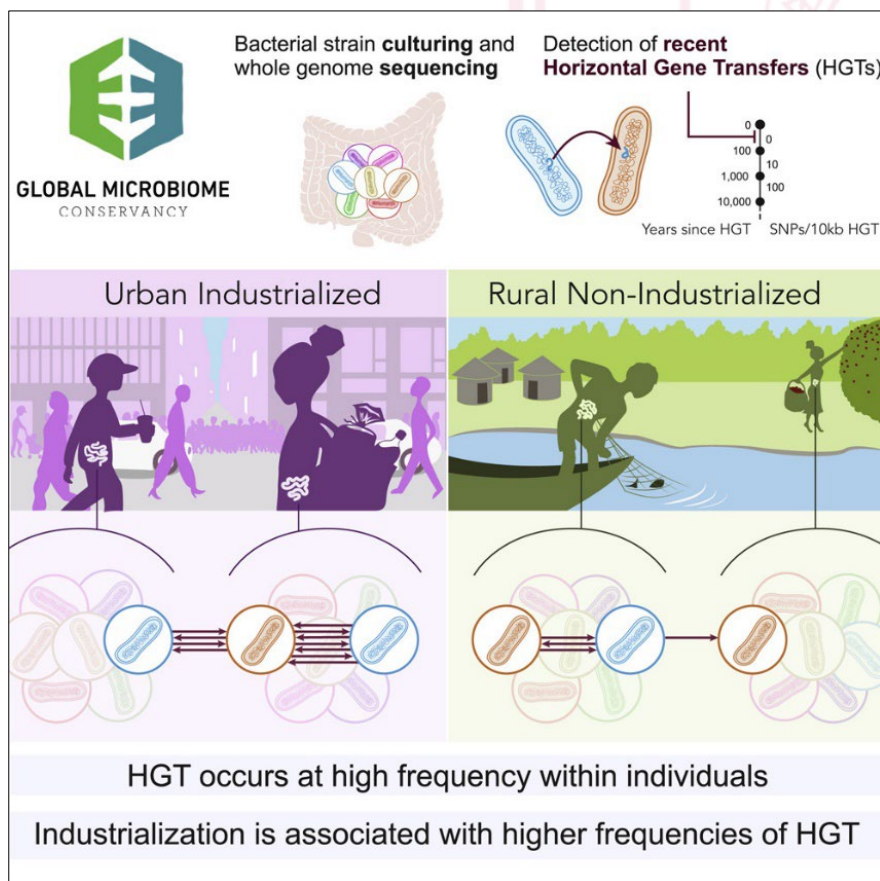 GLOBAL MICROBIOME
CONSERVANCY
Bacterial strain culturing and
whole genome sequencing
Detection of recent
Horizontal Gene Transfers (HGTs)
0
0
100
10
1,000
100
10,000
Years since HGT SNPs/10kb HGT
Urban Industrialized
Rural Non-Industrialized
HGT occurs at high frequency within individuals
Industrialization is associated with higher frequencies of HGT